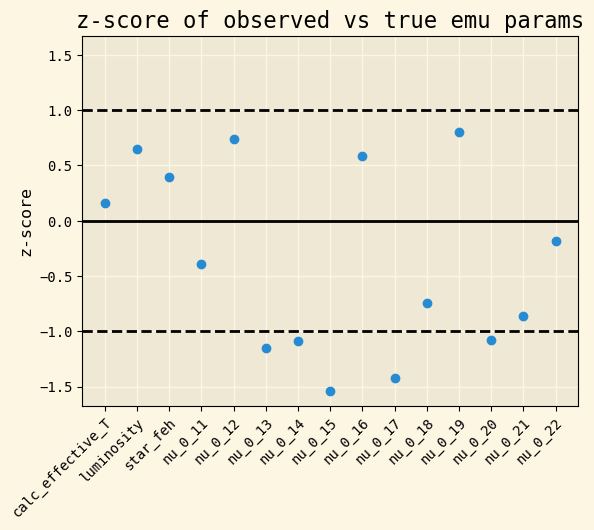 z-score of observed vs true emu params
z-score
1.5
1.0
0.5
0.0
−0.5
−1.0
−1.5
calc_effective_T
luminosity
star_feh
nu_0_11
nu_0_12
nu_0_13
nu_0_14
nu_0_15
nu_0_16
nu_0_17
nu_0_18
nu_0_19
nu_0_20
nu_0_21
nu_0_22